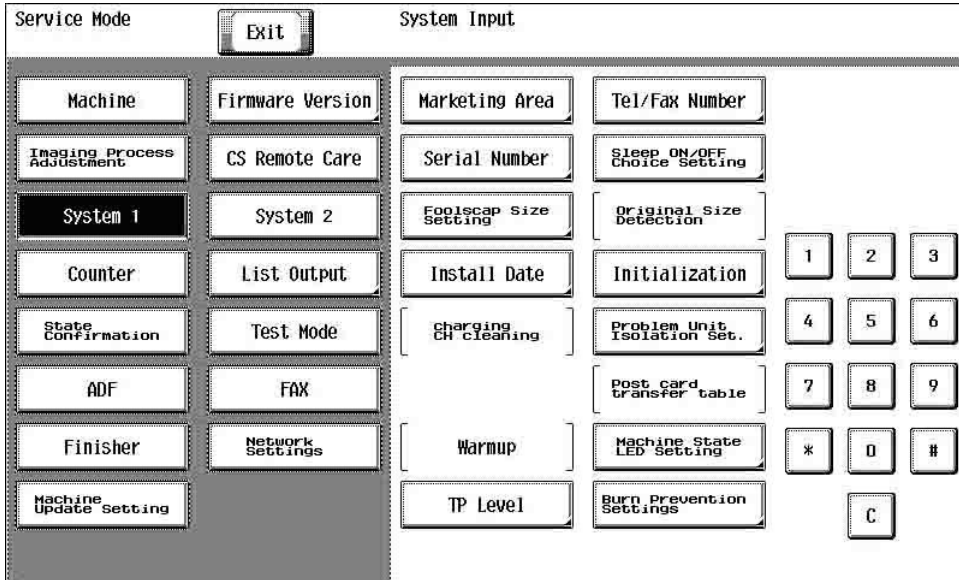 Service Mode
Exit
System Input
Machine
Firmware Version
Marketing Area
Tel/Fax Number
Imaging Process
Adjustment
CS Remote Care
Serial Number
Sleep ON/OFF
Choice Setting
System 1
System 2
Foolscap Size
Setting
Original Size
Detection
1 2 3
Counter
List Output
Install Date
Initialization
State
Confirmation
Test Mode
charging
CH cleaning
Problem Unit
Isolation Set.
4 5 6
ADF
FAX
Post card
transfer table
7 8 9
Finisher
Network
Settings
Warmup
Machine State
LED Setting
* 0 #
Machine
Update Setting
TP Level
Burn Prevention
Settings
C